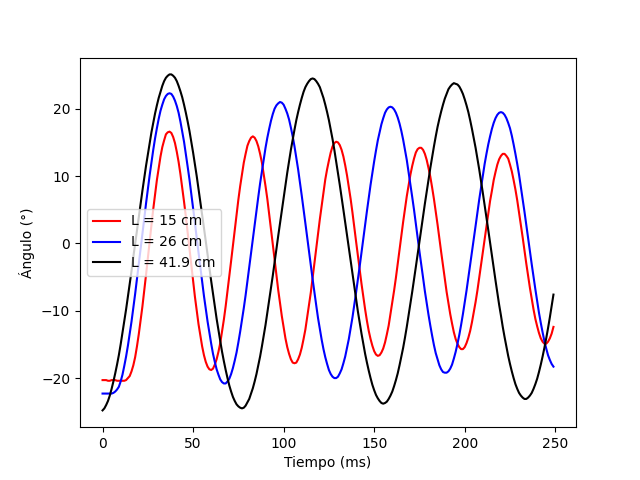 20
10
0
−10
−20
Ángulo (°)
L = 15 cm
L = 26 cm
L = 41.9 cm
0 50 100 150 200 250
Tiempo (ms)